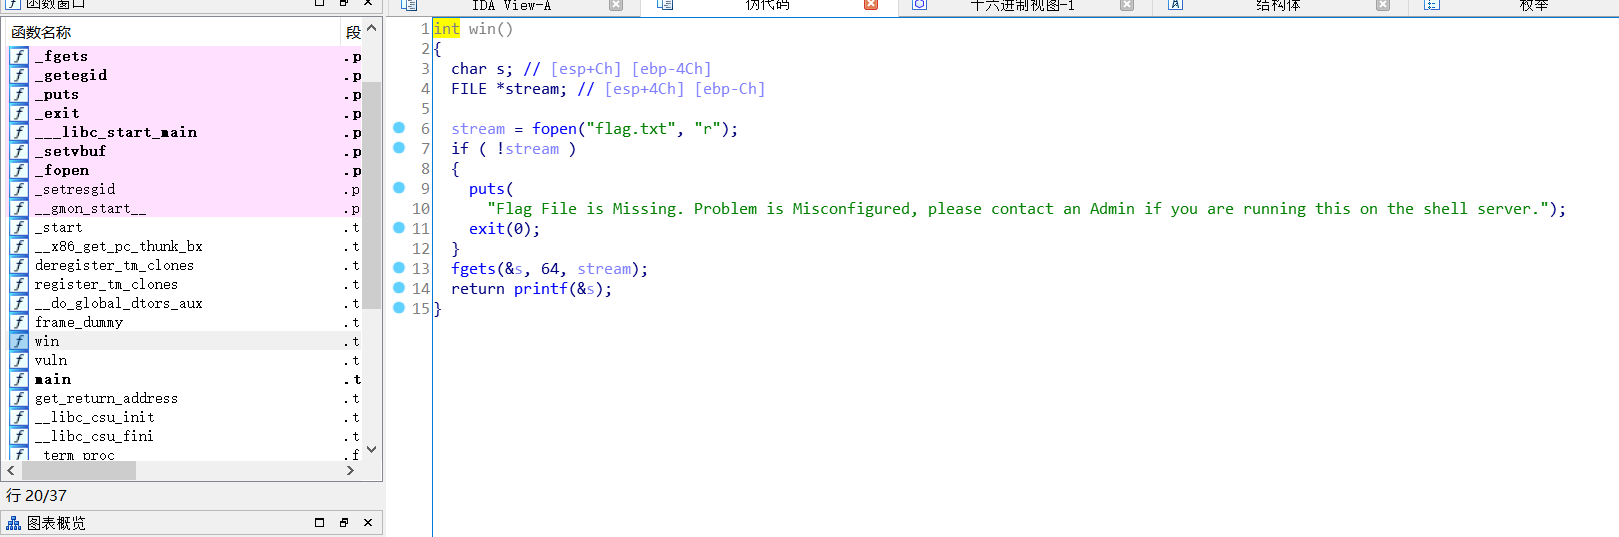 函数窗口
函数名称 段
_fgets .p
_getegid .p
_puts .p
_exit .p
___libc_start_main .p
_setvbuf .p
_fopen .p
_setresgid .p
__gmon_start__ .p
_start .t
__x86_get_pc_thunk_bx .t
deregister_tm_clones .t
register_tm_clones .t
__do_global_dtors_aux .t
frame_dummy .t
win .t
vuln .t
main .t
get_return_address .t
__libc_csu_init .t
__libc_csu_fini .t
_term_proc .f
行 20/37
图表概览
IDA View-A 伪代码 十六进制视图-1 结构体 枚举
1 int win()
2 {
3 char s; // [esp+Ch] [ebp-4Ch]
4 FILE *stream; // [esp+4Ch] [ebp-Ch]
5
6 stream = fopen("flag.txt", "r");
7 if ( !stream )
8 {
9 puts(
10 "Flag File is Missing. Problem is Misconfigured, please contact an Admin if you are running this on the shell server.");
11 exit(0);
12 }
13 fgets(&s, 64, stream);
14 return printf(&s);
15 }